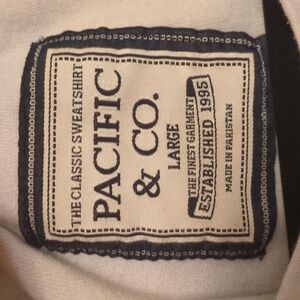 THE CLASSIC SWEATSHIRT
PACIFIC
& CO.
LARGE
THE FINEST GARMENT
ESTABLISHED 1995
MADE IN PAKISTAN